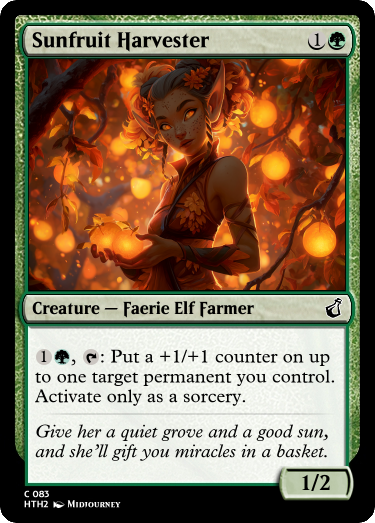 Sunfruit Harvester 1
Creature — Faerie Elf Farmer
1, : Put a +1/+1 counter on up
to one target permanent you control.
Activate only as a sorcery.
Give her a quiet grove and a good sun,
and she’ll gift you miracles in a basket.
1/2
C 083
HTH2 Midjourney